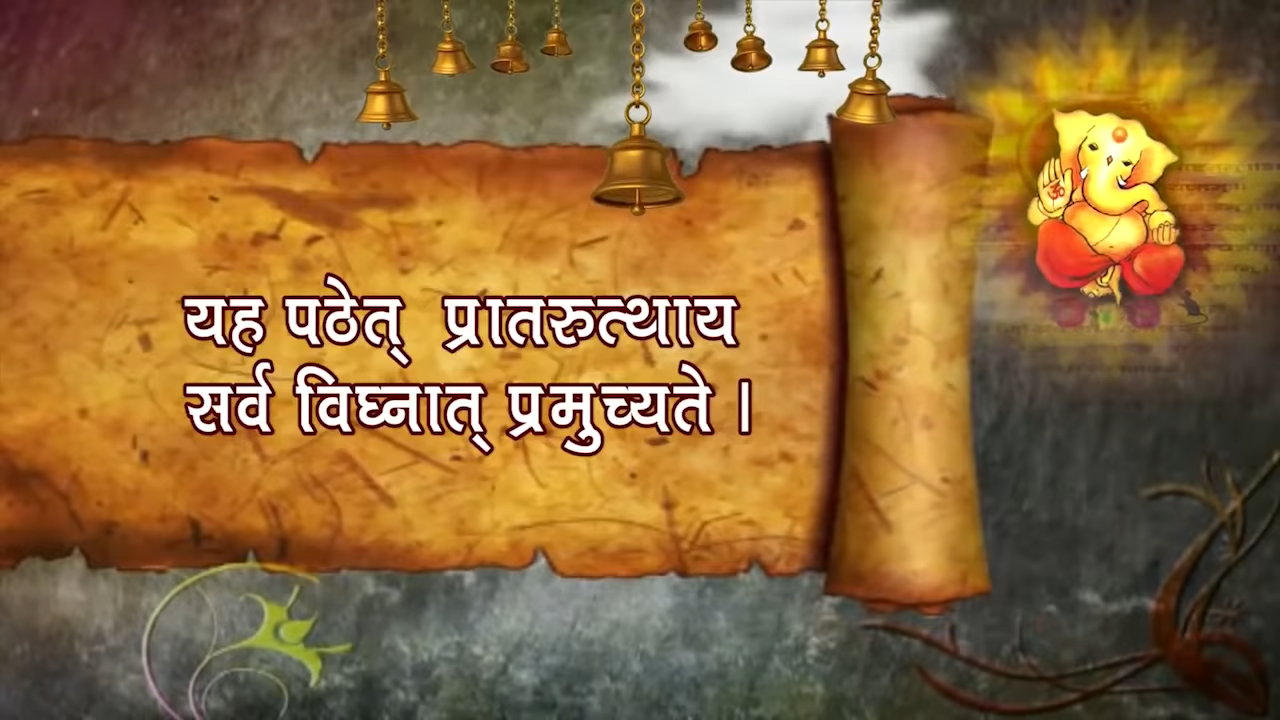 यह पठेत् प्रातरुत्थाय
सर्व विघ्नात् प्रमुच्यते ।
ॐ